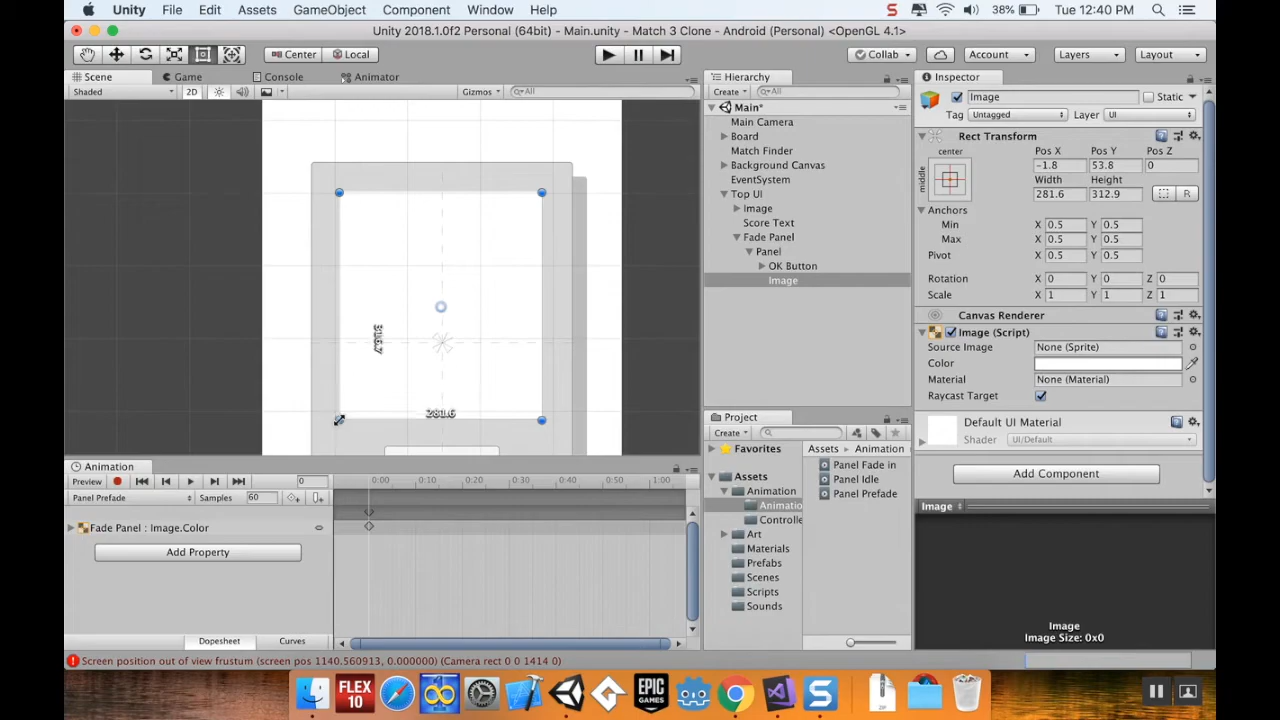 Unity File Edit Assets GameObject Component Window Help
S 38% Tue 12:40 PM
Unity 2018.1.0f2 Personal (64bit) - Main.unity - Match 3 Clone - Android (Personal) <OpenGL 4.1>
Center Local
Collab Account Layers Layout
Scene Game Console Animator
Shaded 2D Gizmos All
281.6
Hierarchy
Create All
Main*
Main Camera
Board
Match Finder
Background Canvas
EventSystem
Top UI
Image
Score Text
Fade Panel
Panel
OK Button
Image
Inspector
Image Static
Tag Untagged Layer UI
Rect Transform
center
middle
Pos X Pos Y Pos Z
-1.8 53.8 0
Width Height
281.6 312.9 R
Anchors
Min X 0.5 Y 0.5
Max X 0.5 Y 0.5
Pivot X 0.5 Y 0.5
Rotation X 0 Y 0 Z 0
Scale X 1 Y 1 Z 1
Canvas Renderer
Image (Script)
Source Image None (Sprite)
Color
Material None (Material)
Raycast Target
Default UI Material
Shader UI/Default
Add Component
Image
Image
Image Size: 0x0
Project
Create
Favorites
Assets
Animation
Animatio
Controlle
Art
Materials
Prefabs
Scenes
Scripts
Sounds
Assets Animation
Panel Fade in
Panel Idle
Panel Prefade
Animation
Preview 0
Panel Prefade Samples 60
0:00 0:10 0:20 0:30 0:40 0:50 1:00
Fade Panel : Image.Color
Add Property
Dopesheet Curves
Screen position out of view frustum (screen pos 1140.560913, 0.000000) (Camera rect 0 0 1414 0)
FLEX
10
EPIC
GAMES
S
ZIP